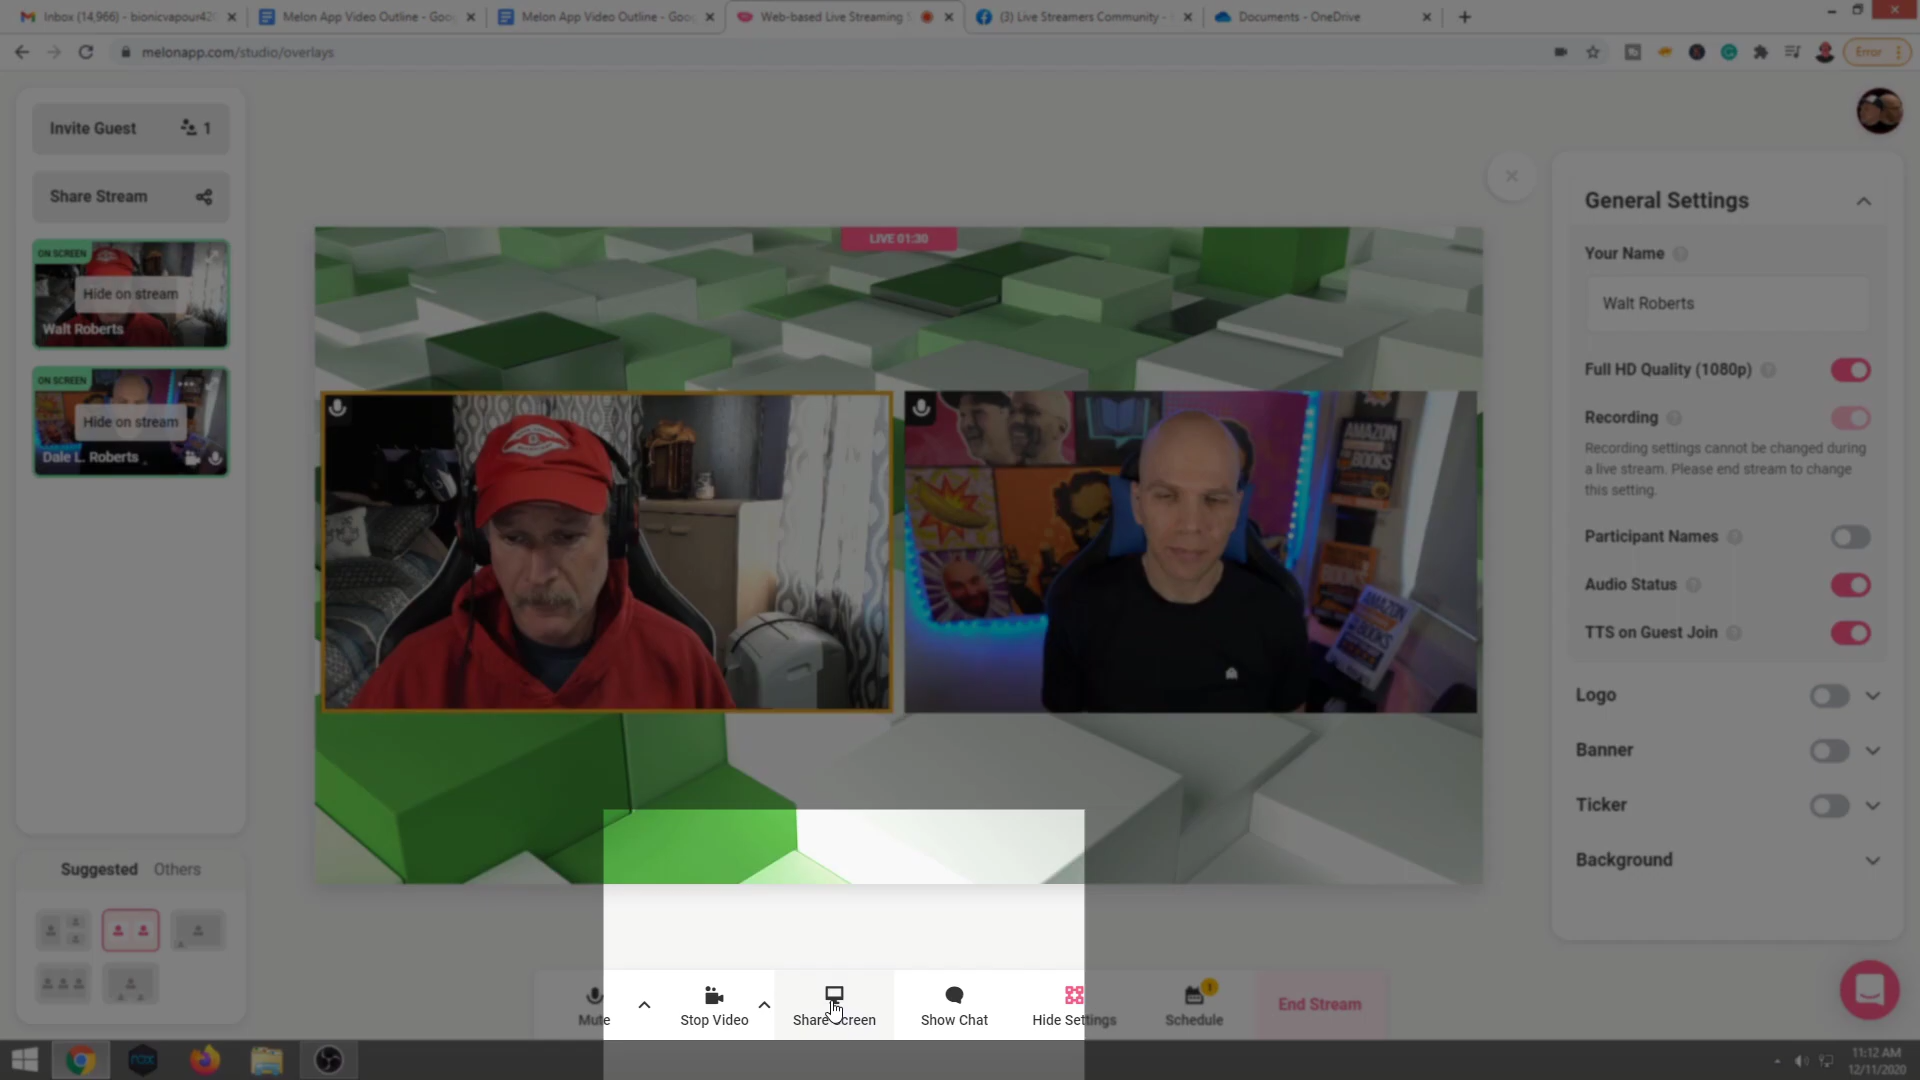 Inbox (14,966) - bionicvapour42
Melon App Video Outline - Goo
Melon App Video Outline - Goo
Web-based Live Streaming S
(3) Live Streamers Community -
Documents - OneDrive
melonapp.com/studio/overlays
Error
Invite Guest
1
Share Stream
ON SCREEN
Hide on stream
Walt Roberts
ON SCREEN
Hide on stream
Dale L. Roberts
LIVE 01:30
AMAZON
BOOKS
AMAZON
BOOKS
General Settings
Your Name
Walt Roberts
Full HD Quality (1080p)
Recording
Recording settings cannot be changed during
a live stream. Please end stream to change
this setting.
Participant Names
Audio Status
TTS on Guest Join
Logo
Banner
Ticker
Background
Suggested
Others
Mute
Stop Video
Share Screen
Show Chat
Hide Settings
Schedule
1
End Stream
11:12 AM
12/11/2020